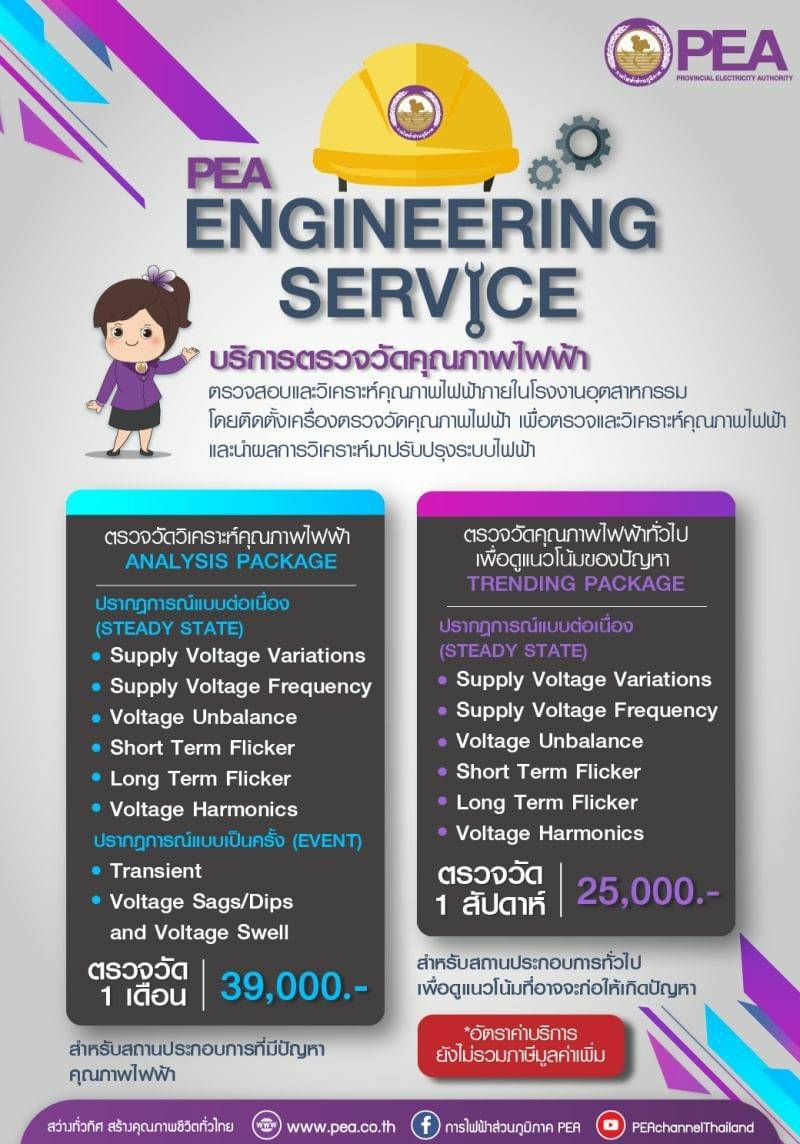 PEA
PROVINCIAL ELECTRICITY AUTHORITY
PEA
ENGINEERING
SERVICE
บริการตรวจวัดคุณภาพไฟฟ้า
ตรวจสอบและวิเคราะห์คุณภาพไฟฟ้าภายในโรงงานอุตสาหกรรม
โดยติดตั้งเครื่องตรวจวัดคุณภาพไฟฟ้า เพื่อตรวจและวิเคราะห์คุณภาพไฟฟ้า
และนำผลการวิเคราะห์มาปรับปรุงระบบไฟฟ้า
ตรวจวัดวิเคราะห์คุณภาพไฟฟ้า
ANALYSIS PACKAGE
ปรากฏการณ์แบบต่อเนื่อง
(STEADY STATE)
• Supply Voltage Variations
• Supply Voltage Frequency
• Voltage Unbalance
• Short Term Flicker
• Long Term Flicker
• Voltage Harmonics
ปรากฏการณ์แบบเป็นครั้ง (EVENT)
• Transient
• Voltage Sags/Dips
and Voltage Swell
ตรวจวัด
1 เดือน
39,000.-
สำหรับสถานประกอบการที่มีปัญหา
คุณภาพไฟฟ้า
ตรวจวัดคุณภาพไฟฟ้าทั่วไป
เพื่อดูแนวโน้มของปัญหา
TRENDING PACKAGE
ปรากฏการณ์แบบต่อเนื่อง
(STEADY STATE)
• Supply Voltage Variations
• Supply Voltage Frequency
• Voltage Unbalance
• Short Term Flicker
• Long Term Flicker
• Voltage Harmonics
ตรวจวัด
1 สัปดาห์
25,000.-
สำหรับสถานประกอบการทั่วไป
เพื่อดูแนวโน้มที่อาจจะก่อให้เกิดปัญหา
*อัตราค่าบริการ
ยังไม่รวมภาษีมูลค่าเพิ่ม
สว่างทั่วทิศ สร้างคุณภาพชีวิตทั่วไทย www.pea.co.th การไฟฟ้าส่วนภูมิภาค PEA PEAchannelThailand